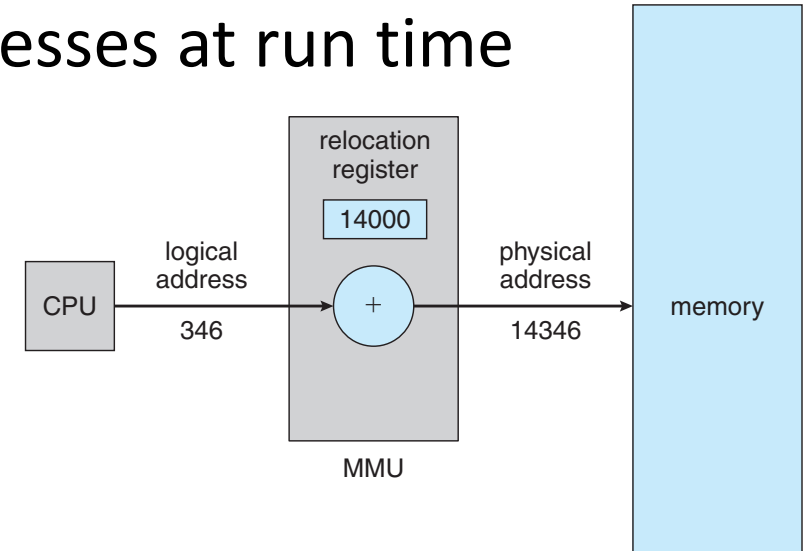 esses at run time
relocation
register
14000
logical
address
physical
address
CPU
+
memory
346
14346
MMU